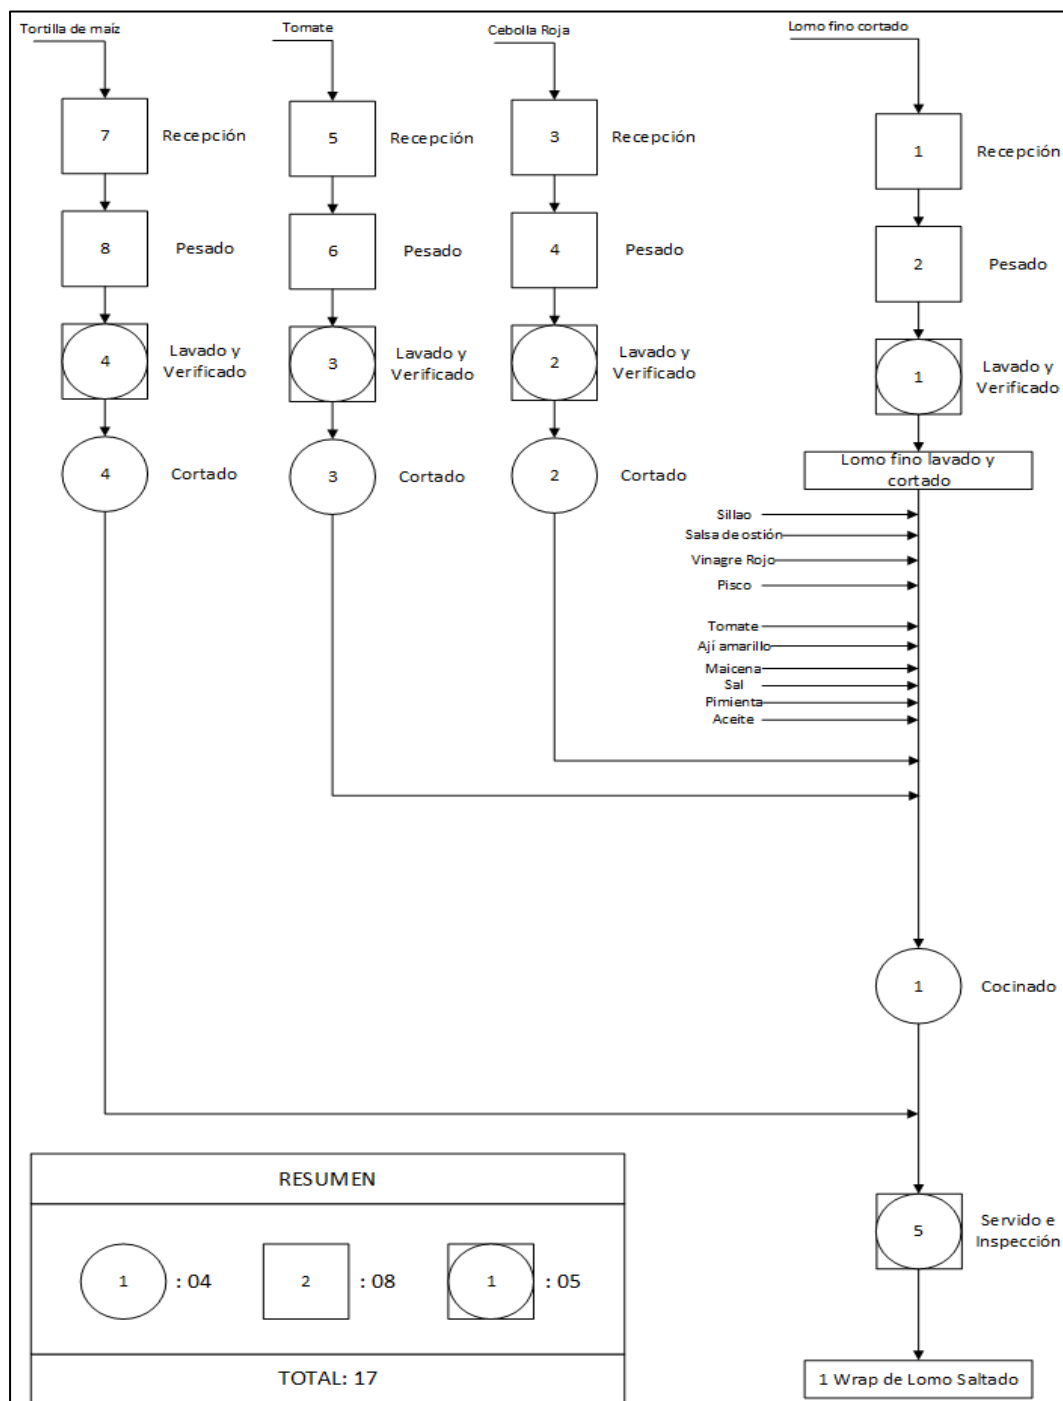 Tortilla de maíz
Tomate
Cebolla Roja
Lomo fino cortado
7
Recepción
5
Recepción
3
Recepción
1
Recepción
8
Pesado
6
Pesado
4
Pesado
2
Pesado
4
Lavado y
Verificado
3
Lavado y
Verificado
2
Lavado y
Verificado
1
Lavado y
Verificado
4
Cortado
3
Cortado
2
Cortado
Lomo fino lavado y
cortado
Sillao
Salsa de ostión
Vinagre Rojo
Pisco
Tomate
Ají amarillo
Maicena
Sal
Pimienta
Aceite
1
Cocinado
5
Servido e
Inspección
1 Wrap de Lomo Saltado
RESUMEN
1
: 04
2
: 08
1
: 05
TOTAL: 17